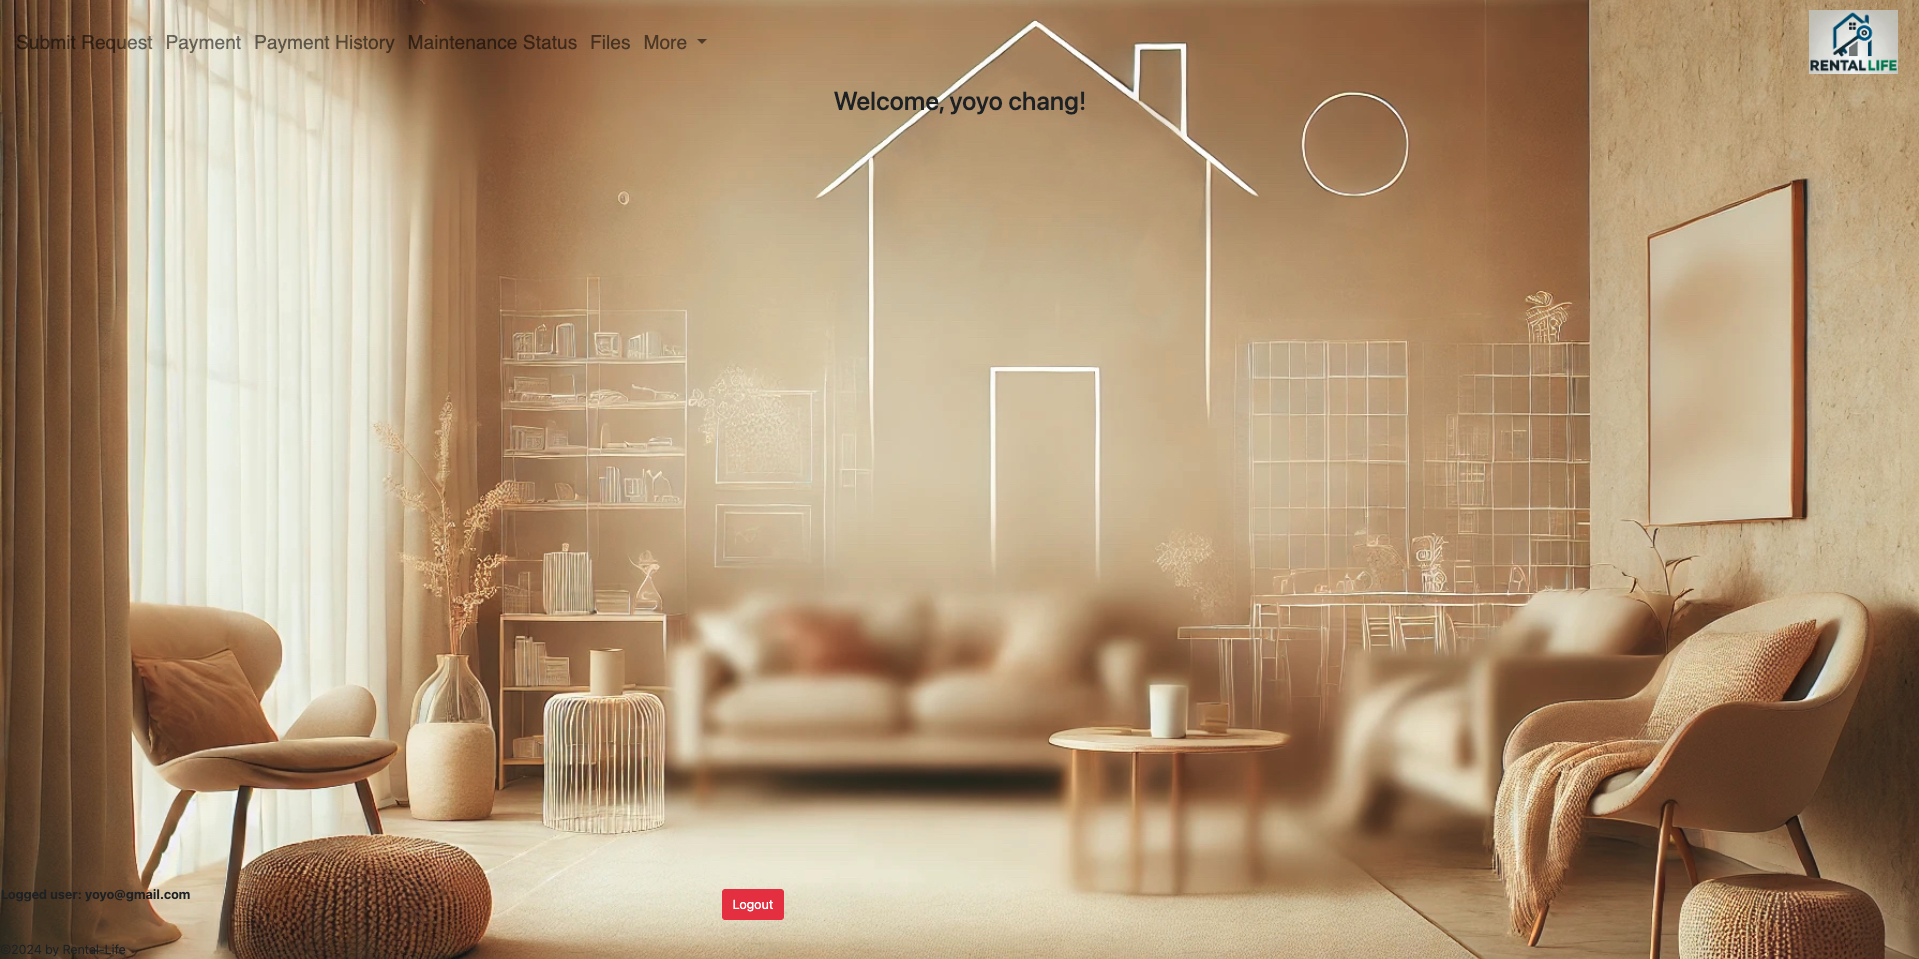 Submit Request Payment Payment History Maintenance Status Files More
RENTAL LIFE
Welcome, yoyo chang!
Logged user: yoyo@gmail.com
Logout
©2024 by Rental-Life